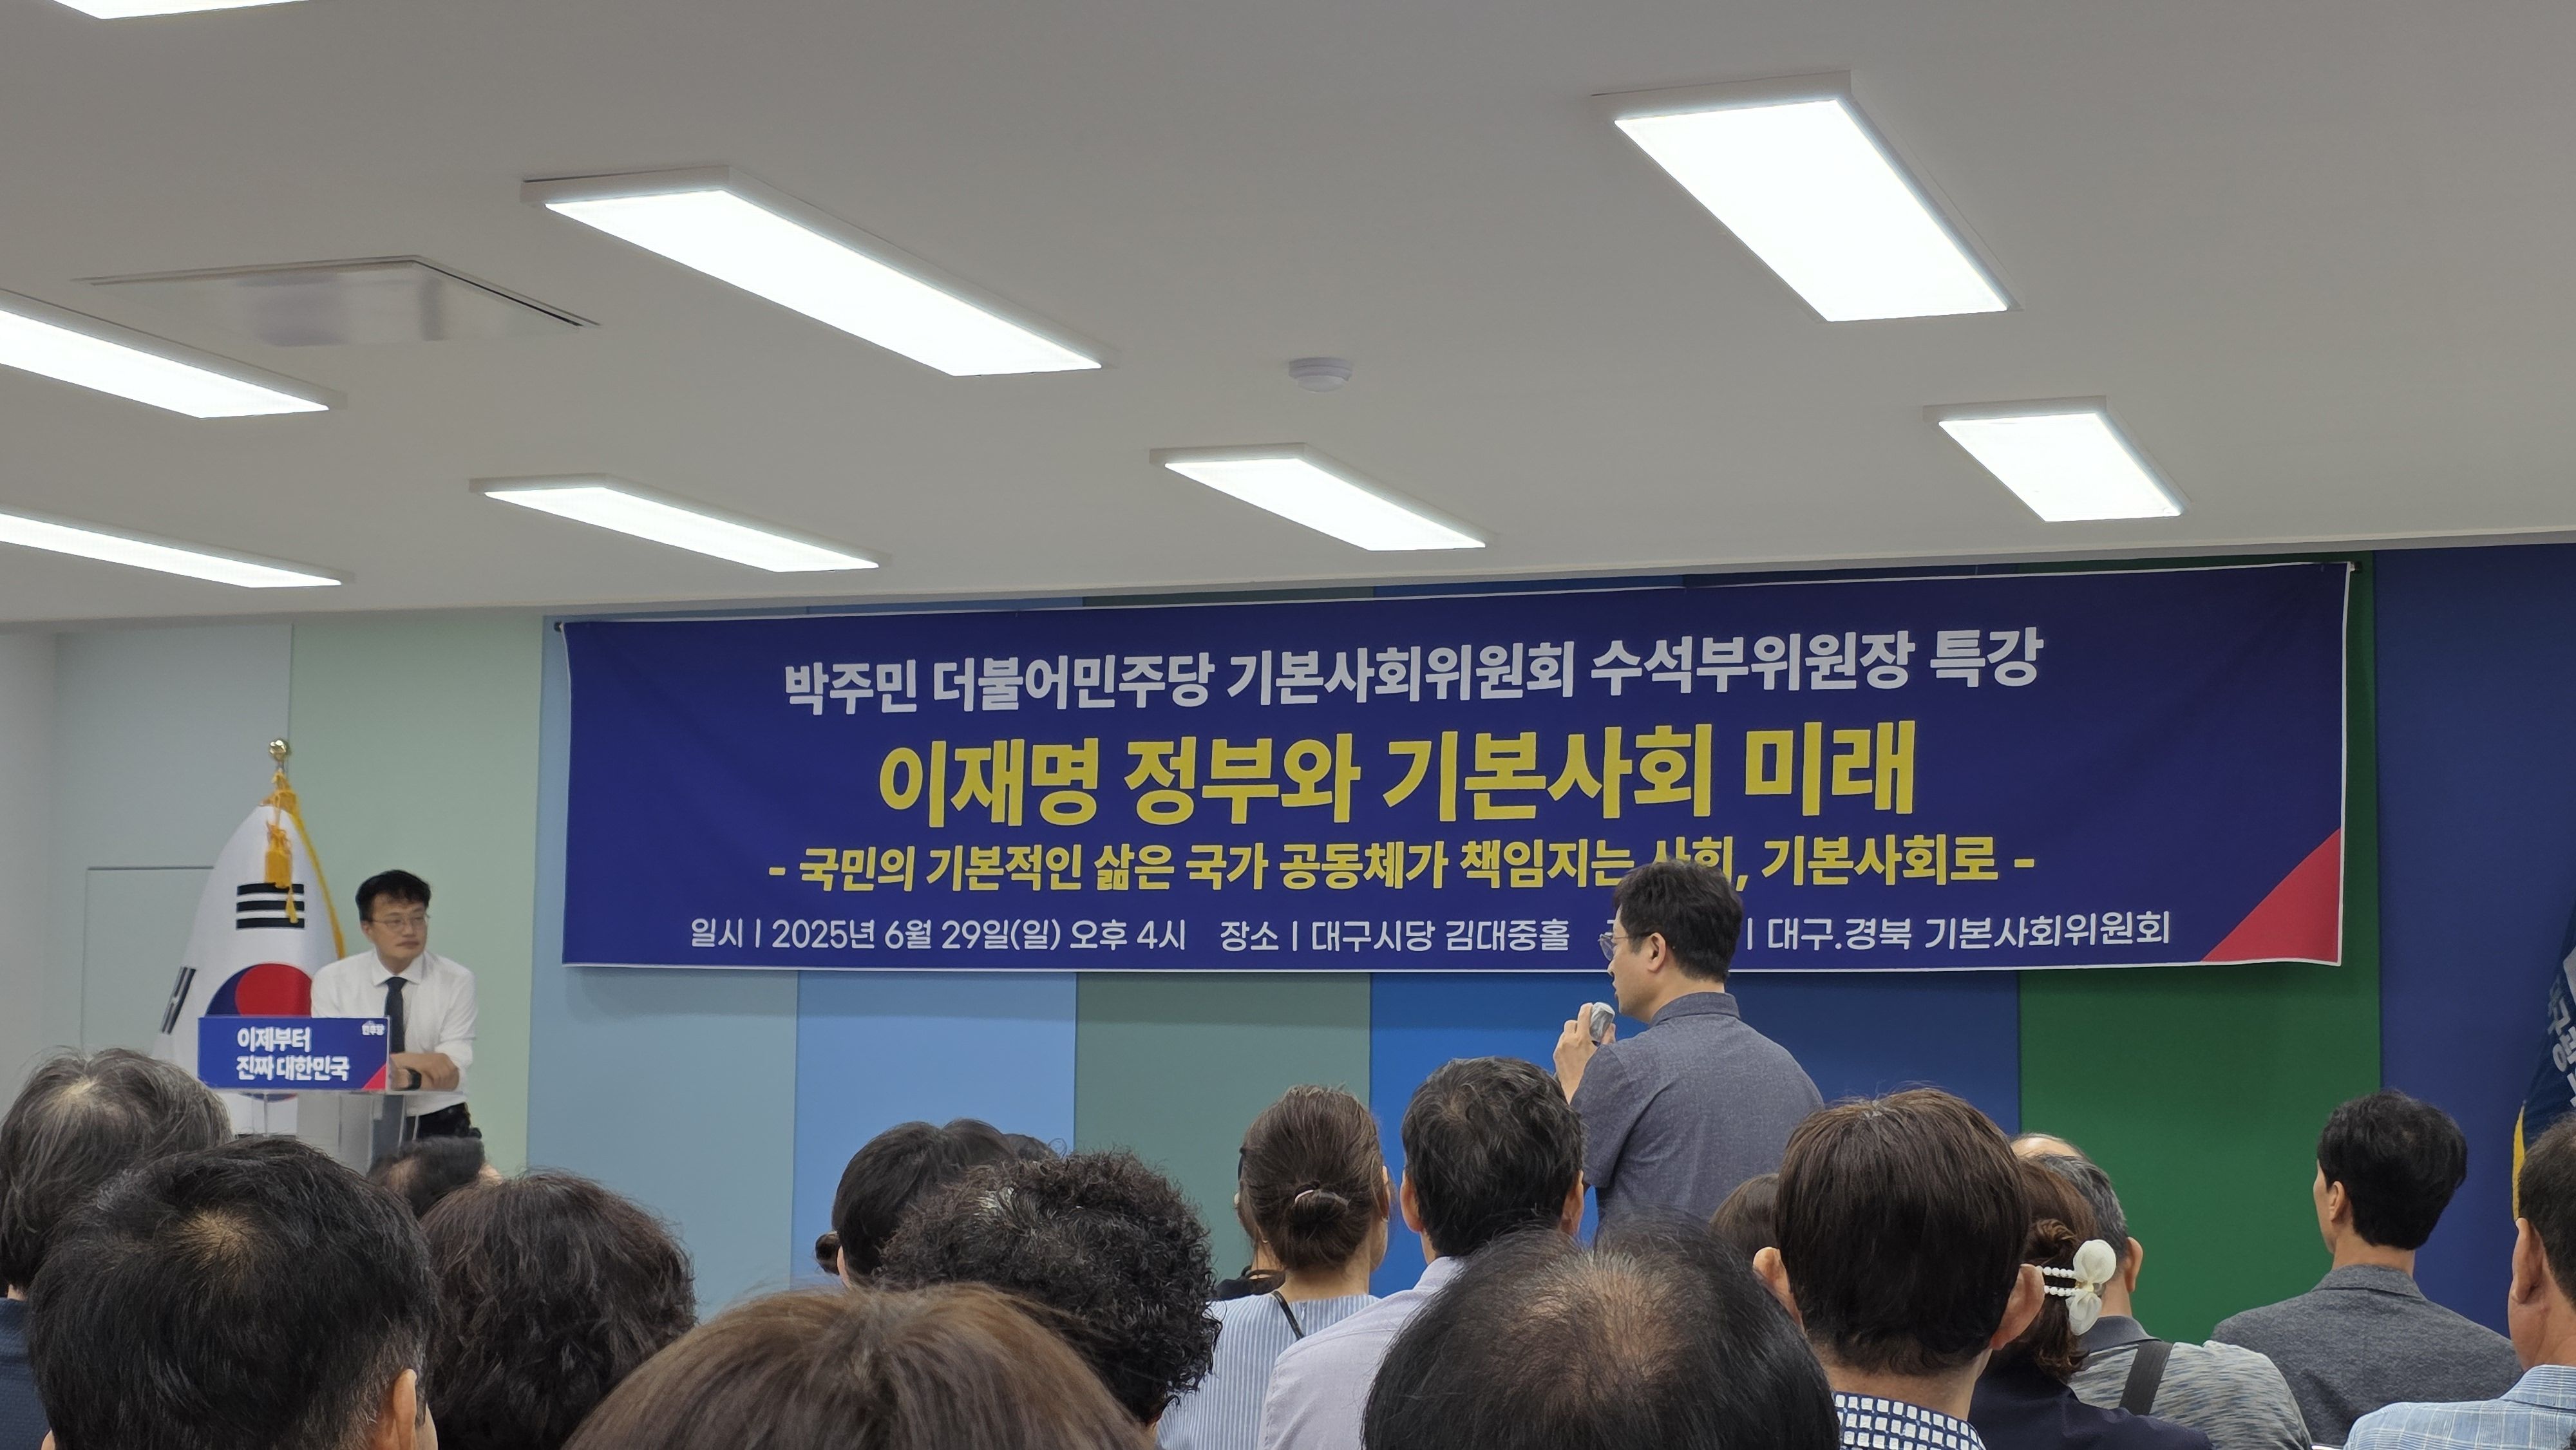 박주민 더불어민주당 기본사회위원회 수석부위원장 특강
이재명 정부와 기본사회 미래
- 국민의 기본적인 삶은 국가 공동체가 책임지는 사회, 기본사회로 -
일시 | 2025년 6월 29일(일) 오후 4시 장소 | 대구시당 김대중홀 | 대구.경북 기본사회위원회
민주당
이제부터
진짜 대한민국